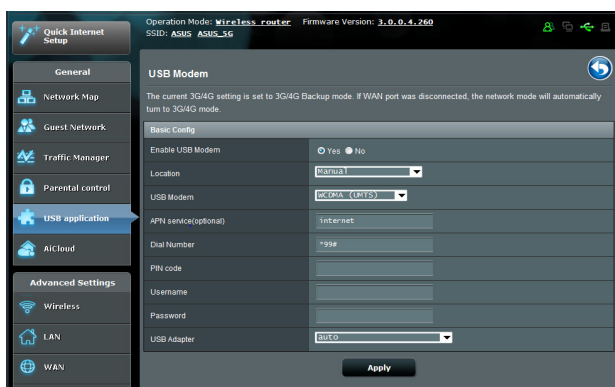 Quick Internet
Setup
Operation Mode: Wireless router Firmware Version: 3.0.0.4.260
SSID: ASUS ASUS_5G
General
Network Map
Guest Network
Traffic Manager
Parental control
USB application
AiCloud
Advanced Settings
Wireless
LAN
WAN
USB Modem
The current 3G/4G setting is set to 3G/4G Backup mode. If WAN port was disconnected, the network mode will automatically
turn to 3G/4G mode.
Basic Config
Enable USB Modem Yes No
Location Manual
USB Modem WCDMA (UMTS)
APN service(optional) internet
Dial Number *99#
PIN code
Username
Password
USB Adapter auto
Apply